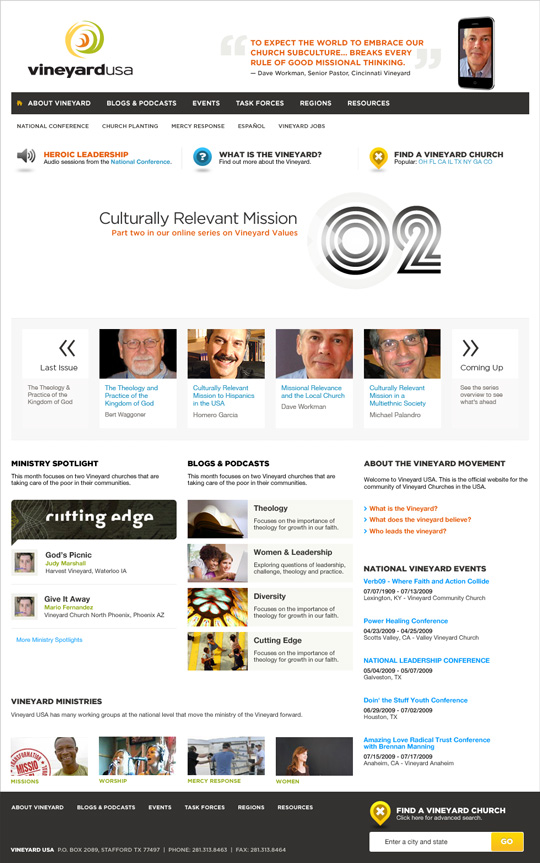 vineyardusa
TO EXPECT THE WORLD TO EMBRACE OUR
CHURCH SUBCULTURE... BREAKS EVERY
RULE OF GOOD MISSIONAL THINKING.
— Dave Workman, Senior Pastor, Cincinnati Vineyard
ABOUT VINEYARD BLOGS & PODCASTS EVENTS TASK FORCES REGIONS RESOURCES
NATIONAL CONFERENCE CHURCH PLANTING MERCY RESPONSE ESPAÑOL VINEYARD JOBS
HEROIC LEADERSHIP
Audio sessions from the National Conference.
WHAT IS THE VINEYARD?
Find out more about the Vineyard.
FIND A VINEYARD CHURCH
Popular: OH FL CA IL TX NY GA CO
Culturally Relevant Mission
Part two in our online series on Vineyard Values
02
Last Issue
The Theology &
Practice of the
Kingdom of God
The Theology and
Practice of the
Kingdom of God
Bert Waggoner
Culturally Relevant
Mission to Hispanics
in the USA
Homero Garcia
Missional Relevance
and the Local Church
Dave Workman
Culturally Relevant
Mission in a
Multiethnic Society
Michael Palandro
Coming Up
See the series
overview to see
what's ahead
MINISTRY SPOTLIGHT
This month focuses on two Vineyard churches that are
taking care of the poor in their communities.
cutting edge
God's Picnic
Judy Marshall
Harvest Vineyard, Waterloo IA
Give It Away
Mario Fernandez
Vineyard Church North Phoenix, Phoenix AZ
More Ministry Spotlights
BLOGS & PODCASTS
This month focuses on two Vineyard churches that are
taking care of the poor in their communities.
Theology
Focuses on the importance of
theology for growth in our faith.
Women & Leadership
Exploring questions of leadership,
challenge, theology and practice.
Diversity
Focuses on the importance of
theology for growth in our faith.
Cutting Edge
Focuses on the importance of
theology for growth in our faith.
ABOUT THE VINEYARD MOVEMENT
Welcome to Vineyard USA. This is the official website for the
community of Vineyard Churches in the USA.
What is the Vineyard?
What does the vineyard believe?
Who leads the vineyard?
NATIONAL VINEYARD EVENTS
Verb09 - Where Faith and Action Collide
07/07/1909 - 07/13/2009
Lexington, KY - Vineyard Community Church
Power Healing Conference
04/23/2009 - 04/25/2009
Scotts Valley, CA - Valley Vineyard Church
NATIONAL LEADERSHIP CONFERENCE
05/04/2009 - 05/07/2009
Galveston, TX
Doin' the Stuff Youth Conference
06/29/2009 - 07/02/2009
Houston, TX
Amazing Love Radical Trust Conference
with Brennan Manning
07/15/2009 - 07/17/2009
Anaheim, CA - Vineyard Anaheim
VINEYARD MINISTRIES
Vineyard USA has many working groups at the national level that move the ministry of the Vineyard forward.
MISSIONS
WORSHIP
MERCY RESPONSE
WOMEN
ABOUT VINEYARD BLOGS & PODCASTS EVENTS TASK FORCES REGIONS RESOURCES
FIND A VINEYARD CHURCH
Click here for advanced search.
Enter a city and state
GO
VINEYARD USA P.O. BOX 2089, STAFFORD TX 77497 | PHONE: 281.313.8463 | FAX: 281.313.8464